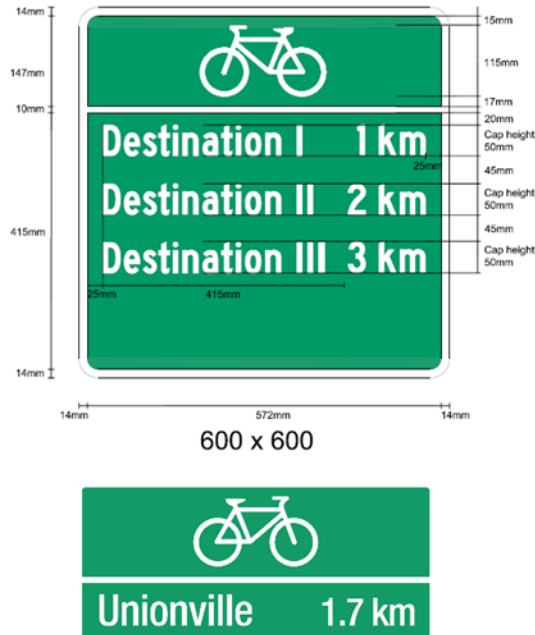 14mm
15mm
147mm
115mm
10mm
17mm
20mm
Destination I 1 km
Cap height
50mm
25mm
45mm
Destination II 2 km
Cap height
50mm
415mm
45mm
Destination III 3 km
Cap height
50mm
25mm
415mm
14mm
14mm
572mm
14mm
600 x 600
Unionville 1.7 km